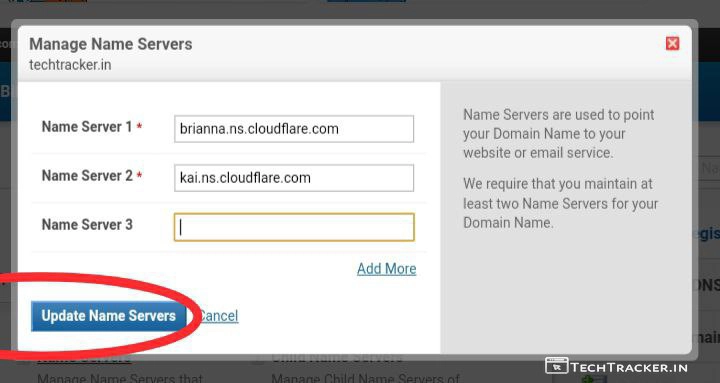 Manage Name Servers
techtracker.in
Name Server 1 *
brianna.ns.cloudflare.com
Name Server 2 *
kai.ns.cloudflare.com
Name Server 3
Add More
Update Name Servers
Cancel
Name Servers are used to point
your Domain Name to your
website or email service.
We require that you maintain at
least two Name Servers for your
Domain Name.
Name Servers
Child Name Servers
Manage Name Servers that
Manage Child Name Servers of
TECHTRACKER.IN